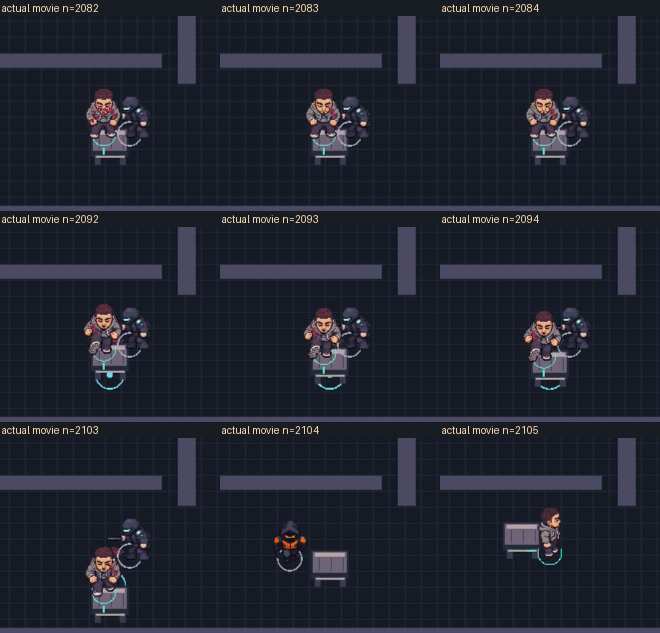 actual movie n=2082
actual movie n=2083
actual movie n=2084
actual movie n=2092
actual movie n=2093
actual movie n=2094
actual movie n=2103
actual movie n=2104
actual movie n=2105